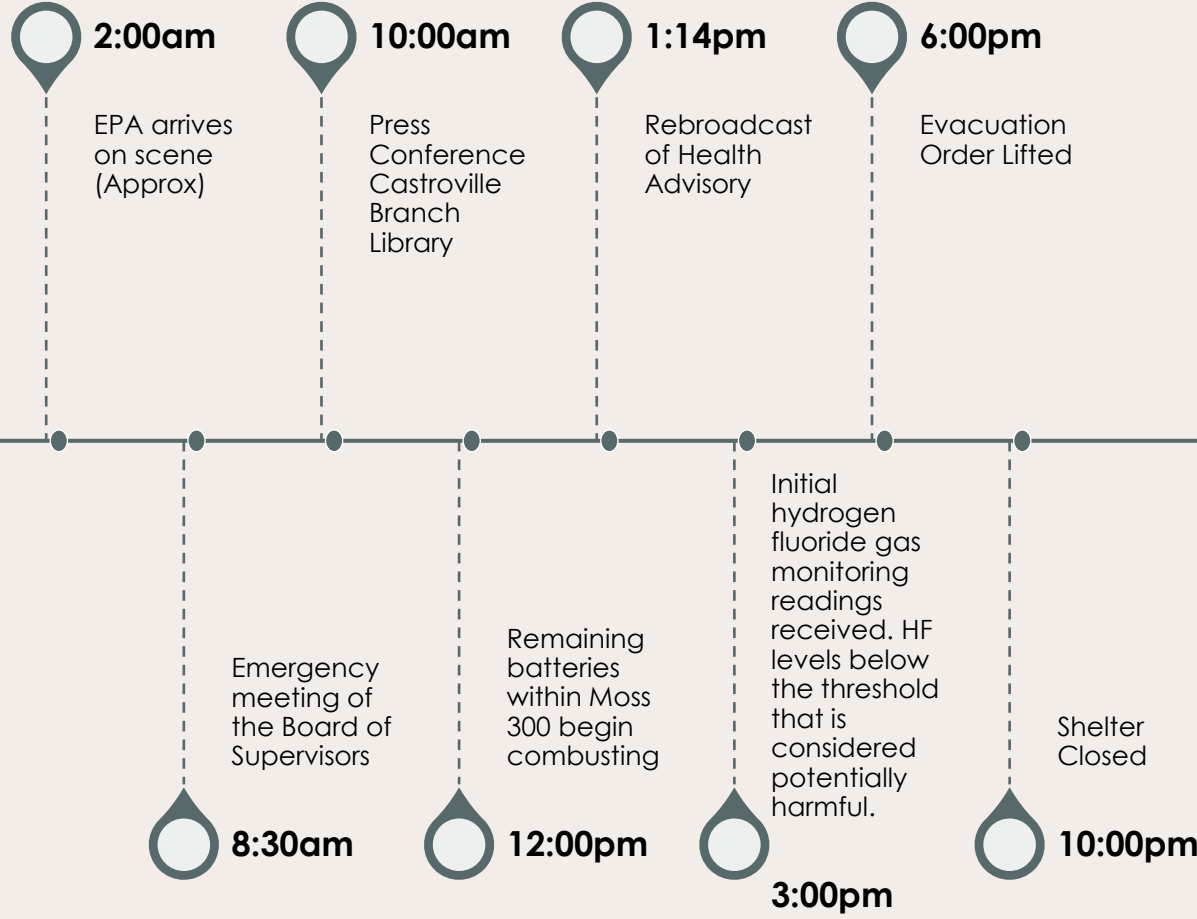 2:00am
EPA arrives
on scene
(Approx)
8:30am
Emergency
meeting of
the Board of
Supervisors
10:00am
Press
Conference
Castroville
Branch
Library
12:00pm
Remaining
batteries
within Moss
300 begin
combusting
1:14pm
Rebroadcast
of Health
Advisory
3:00pm
Initial
hydrogen
fluoride gas
monitoring
readings
received. HF
levels below
the threshold
that is
considered
potentially
harmful.
6:00pm
Evacuation
Order Lifted
10:00pm
Shelter
Closed